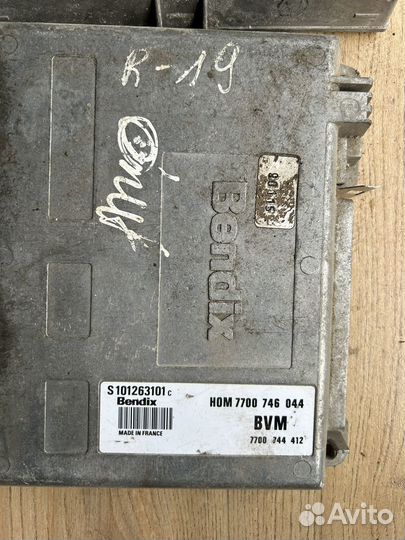 R-19
Bendix
S101263101 C
Bendix
MADE IN FRANCE
HOM 7700 746 044
BVM
7700 744 412
Avito